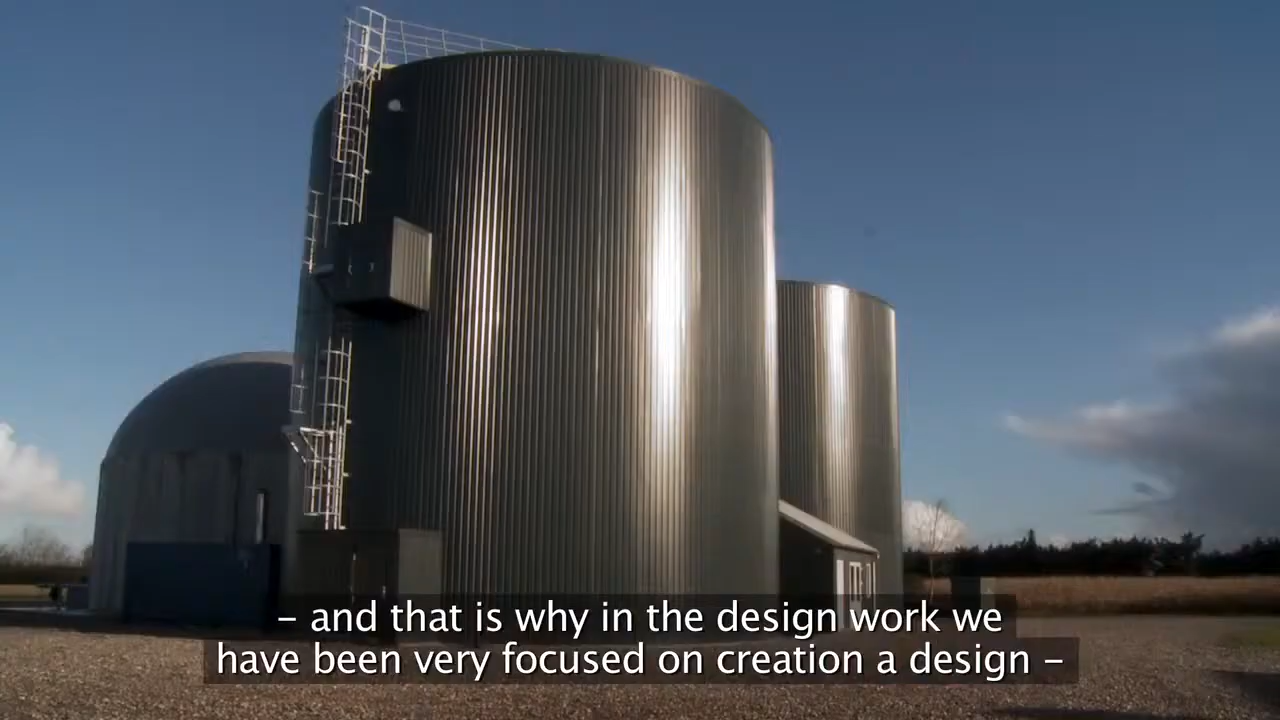 – and that is why in the design work we
have been very focused on creation a design –